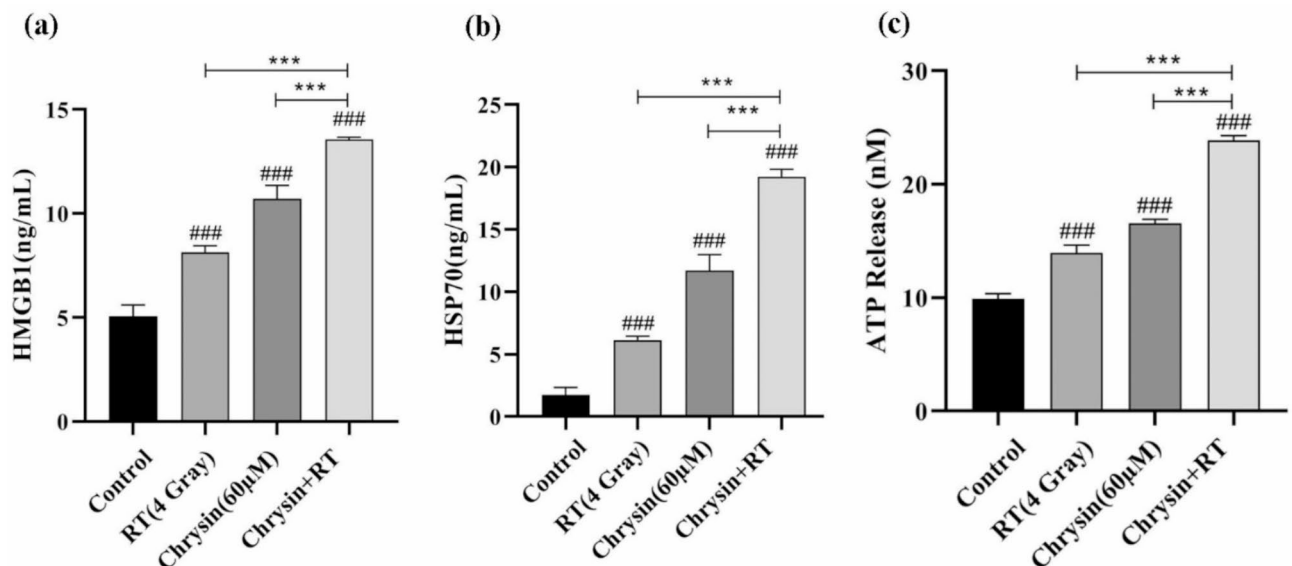 (a)
HMGB1(ng/mL)
15
10
5
0
***
***
###
###
###
Control
RT(4 Gray)
Chrysin(60μM)
Chrysin+RT
(b)
HSP70(ng/mL)
25
20
15
10
5
0
***
***
###
###
###
Control
RT(4 Gray)
Chrysin(60μM)
Chrysin+RT
(c)
ATP Release (nM)
30
20
10
0
***
***
###
###
###
Control
RT(4 Gray)
Chrysin(60μM)
Chrysin+RT